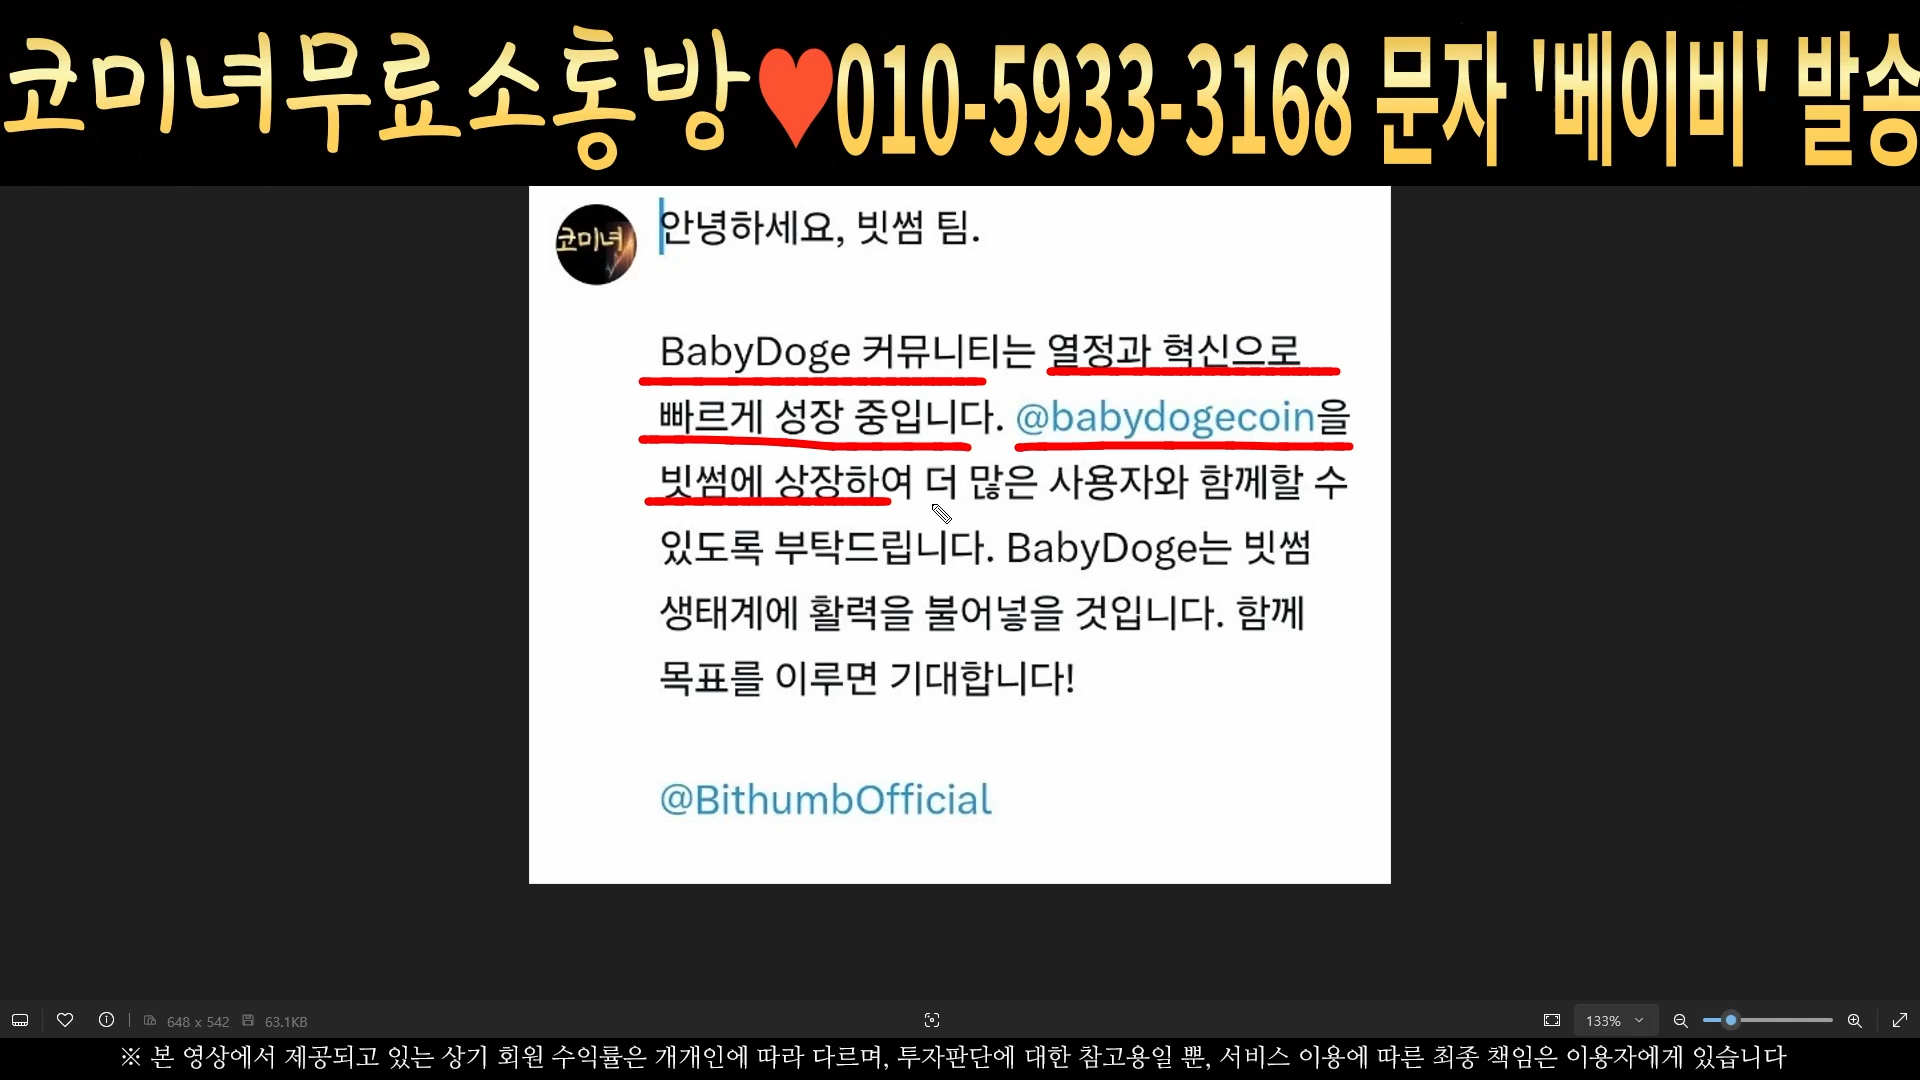 코미녀무료소통방♥010-5933-3168 문자 '베이비' 발송
코미녀
안녕하세요, 빗썸 팀.
BabyDoge 커뮤니티는 열정과 혁신으로
빠르게 성장 중입니다. @babydogecoin을
빗썸에 상장하여 더 많은 사용자와 함께할 수
있도록 부탁드립니다. BabyDoge는 빗썸
생태계에 활력을 불어넣을 것입니다. 함께
목표를 이루면 기대합니다!
@BithumbOfficial
648 x 542 63.1KB 133%
※ 본 영상에서 제공되고 있는 상기 회원 수익률은 개개인에 따라 다르며, 투자판단에 대한 참고용일 뿐, 서비스 이용에 따른 최종 책임은 이용자에게 있습니다